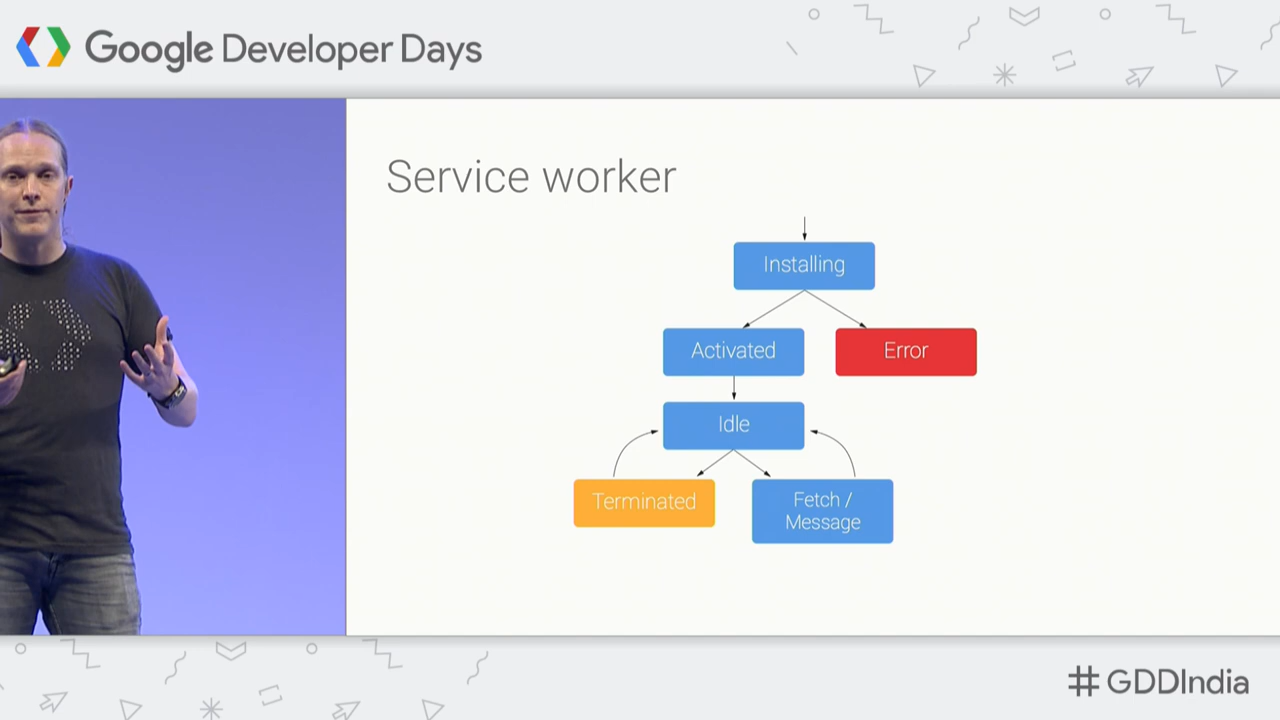 Google Developer Days
Service worker
Installing
Activated
Error
Idle
Terminated
Fetch /
Message
#GDDIndia